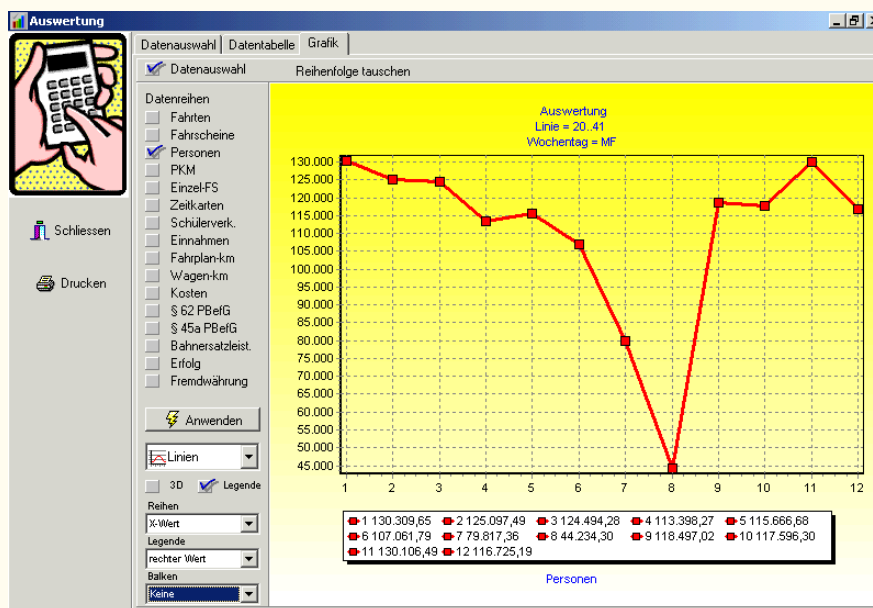 Auswertung
Datenauswahl Datentabelle Grafik
Datenauswahl Reihenfolge tauschen
Schliessen
Drucken
Datenreihen
Fahrten
Fahrscheine
Personen
PKM
Einzel-FS
Zeitkarten
Schülerverk.
Einnahmen
Fahrplan-km
Wagen-km
Kosten
§ 62 PBefG
§ 45a PBefG
Bahnersatzleist.
Erfolg
Fremdwährung
Anwenden
Linien
3D Legende
Reihen
X-Wert
Legende
rechter Wert
Balken
Keine
Auswertung
Linie = 20..41
Wochentag = MF
130.000
125.000
120.000
115.000
110.000
105.000
100.000
95.000
90.000
85.000
80.000
75.000
70.000
65.000
60.000
55.000
50.000
45.000
1 2 3 4 5 6 7 8 9 10 11 12
1 130.309,65 2 125.097,49 3 124.494,28 4 113.398,27 5 115.666,68
6 107.061,79 7 79.817,36 8 44.234,30 9 118.497,02 10 117.596,30
11 130.106,49 12 116.725,19
Personen